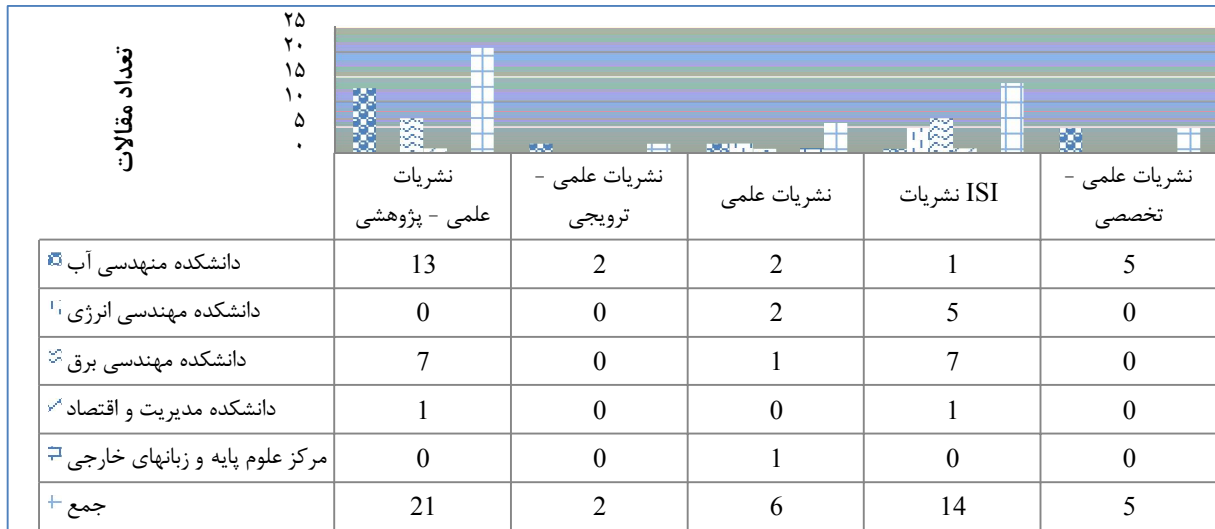 تعداد مقالات
۲۵
۲۰
۱۵
۱۰
۵
۰
نشریات
علمی - پژوهشی
نشریات علمی -
ترویجی
نشریات علمی
نشریات ISI
نشریات علمی -
تخصصی
دانشکده منهدسی آب 13 2 2 1 5
دانشکده مهندسی انرژی 0 0 2 5 0
دانشکده مهندسی برق 7 0 1 7 0
دانشکده مدیریت و اقتصاد 1 0 0 1 0
مرکز علوم پایه و زبانهای خارجی 0 0 1 0 0
جمع 21 2 6 14 5